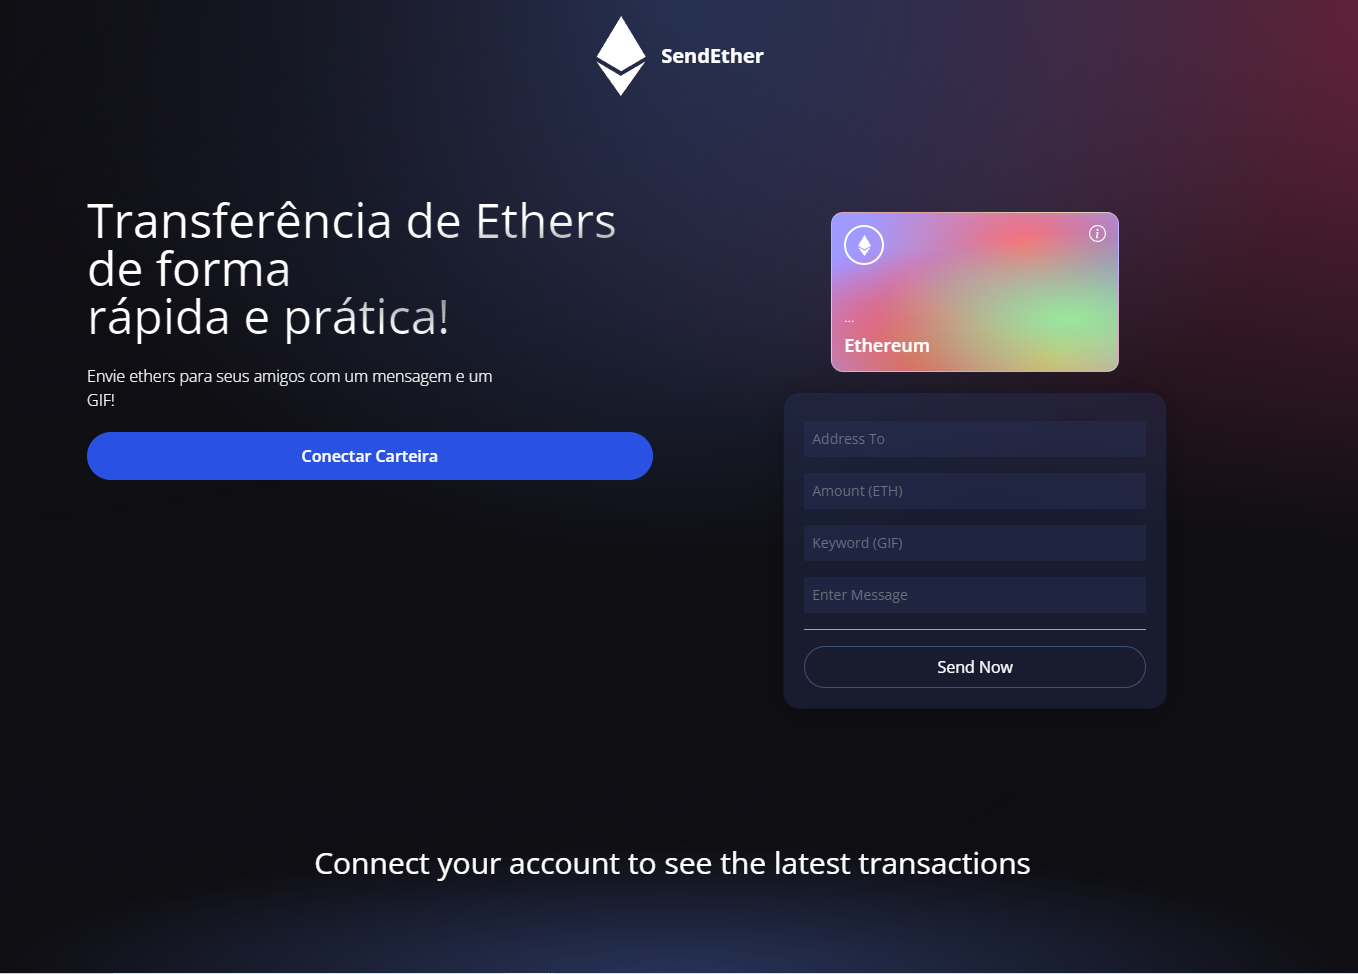 SendEther
Transferência de Ethers
de forma
rápida e prática!
Envie ethers para seus amigos com um mensagem e um
GIF!
Conectar Carteira
i
...
Ethereum
Address To
Amount (ETH)
Keyword (GIF)
Enter Message
Send Now
Connect your account to see the latest transactions